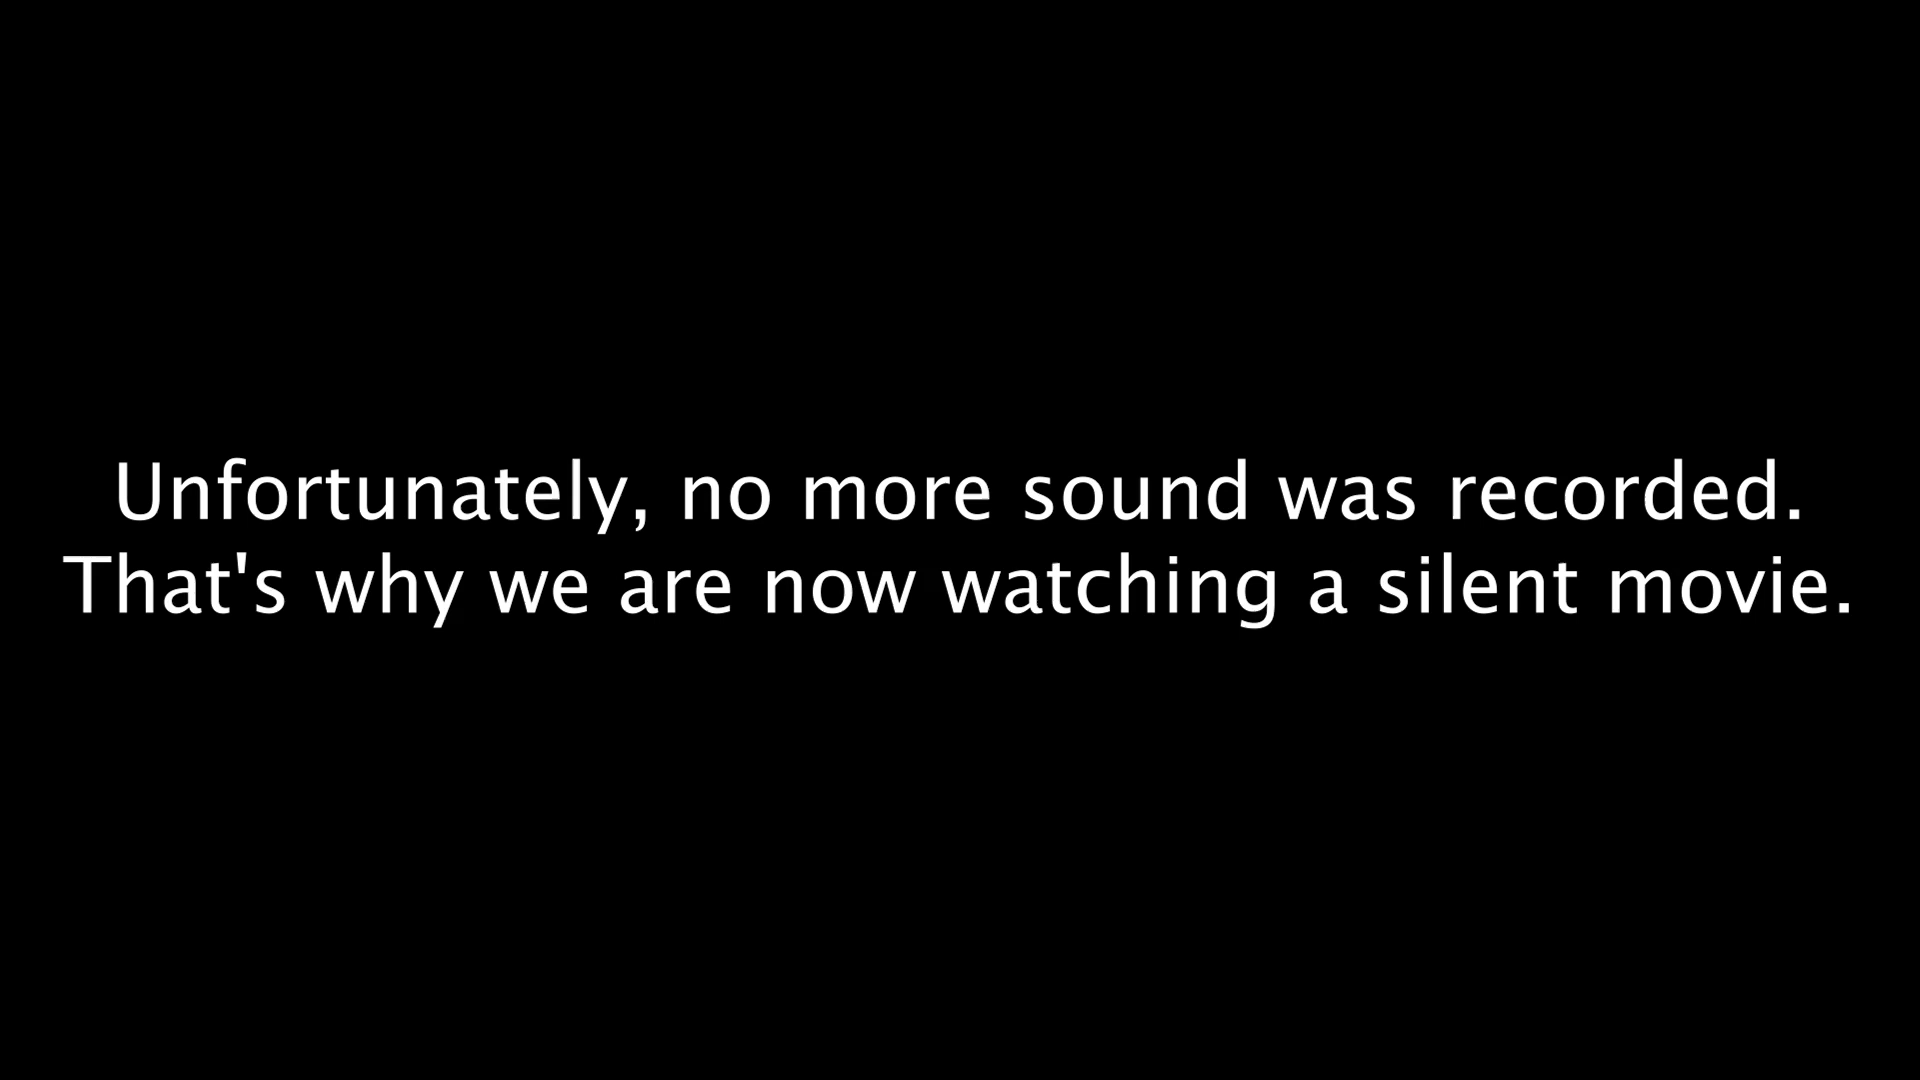 Unfortunately, no more sound was recorded.
That's why we are now watching a silent movie.